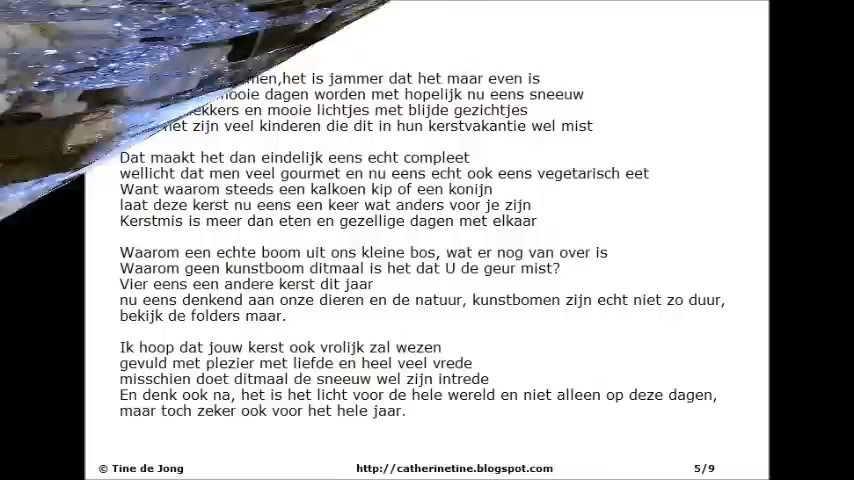 het is jammer dat het maar even is
mooie dagen worden met hopelijk nu eens sneeuw
en mooie lichtjes met blijde gezichtjes
het zijn veel kinderen die dit in hun kerstvakantie wel mist
Dat maakt het dan eindelijk eens echt compleet
wellicht dat men veel gourmet en nu eens echt ook eens vegetarisch eet
Want waarom steeds een kalkoen kip of een konijn
laat deze kerst nu eens een keer wat anders voor je zijn
Kerstmis is meer dan eten en gezellige dagen met elkaar
Waarom een echte boom uit ons kleine bos, wat er nog van over is
Waarom geen kunstboom ditmaal is het dat U de geur mist?
Vier eens een andere kerst dit jaar
nu eens denkend aan onze dieren en de natuur, kunstbomen zijn echt niet zo duur,
bekijk de folders maar.
Ik hoop dat jouw kerst ook vrolijk zal wezen
gevuld met plezier met liefde en heel veel vrede
misschien doet ditmaal de sneeuw wel zijn intrede
En denk ook na, het is het licht voor de hele wereld en niet alleen op deze dagen,
maar toch zeker ook voor het hele jaar.
© Tine de Jong http://catherinetine.blogspot.com 5/9